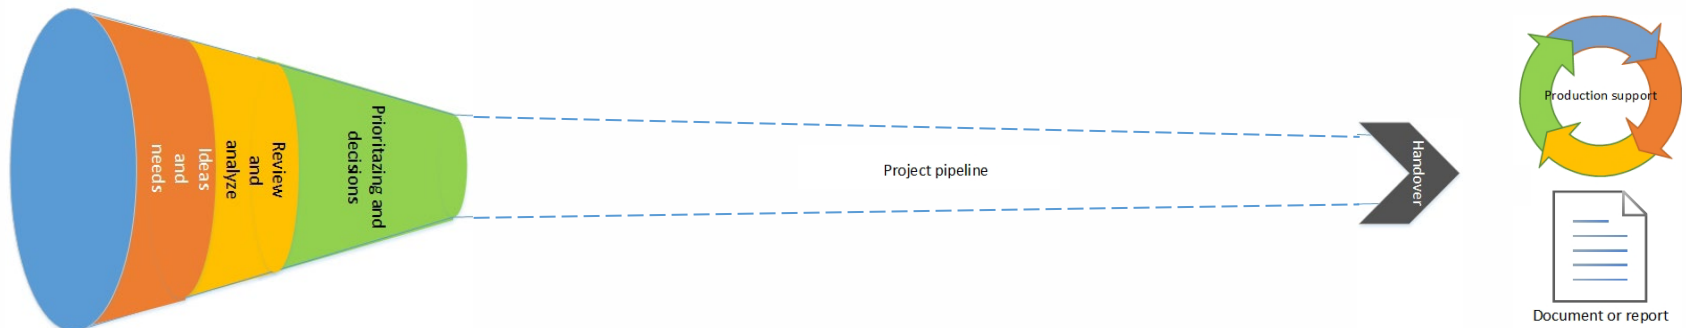 Ideas
and
needs
Review
and
analyze
Prioritazing and
decisions
Project pipeline
Handover
Production support
Document or report